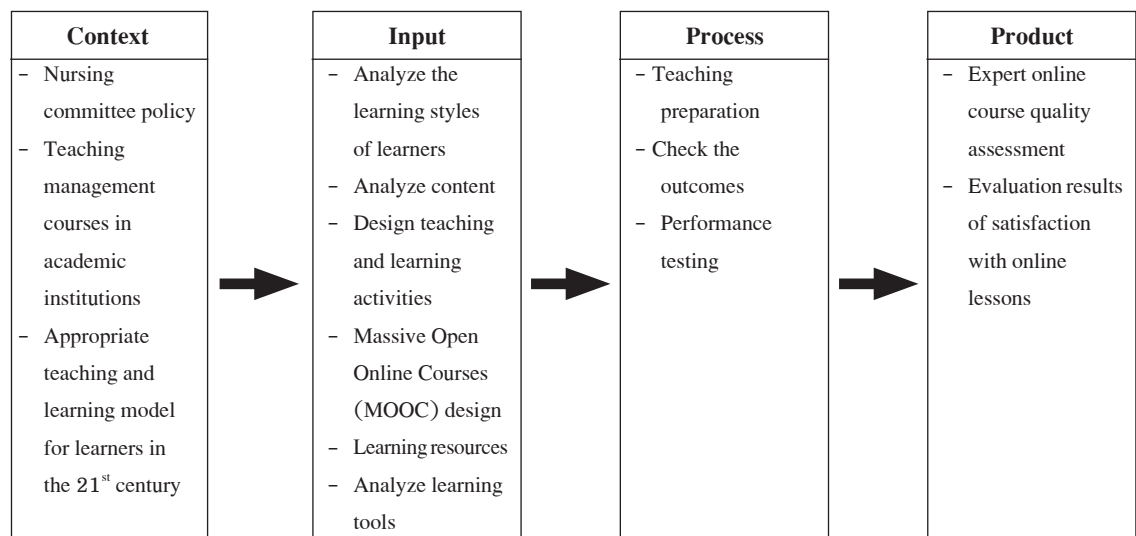 Context
– Nursing
committee policy
– Teaching
management
courses in
academic
institutions
– Appropriate
teaching and
learning model
for learners in
the 21st century
Input
– Analyze the
learning styles
of learners
– Analyze content
– Design teaching
and learning
activities
– Massive Open
Online Courses
(MOOC) design
– Learning resources
– Analyze learning
tools
Process
– Teaching
preparation
– Check the
outcomes
– Performance
testing
Product
– Expert online
course quality
assessment
– Evaluation results
of satisfaction
with online
lessons